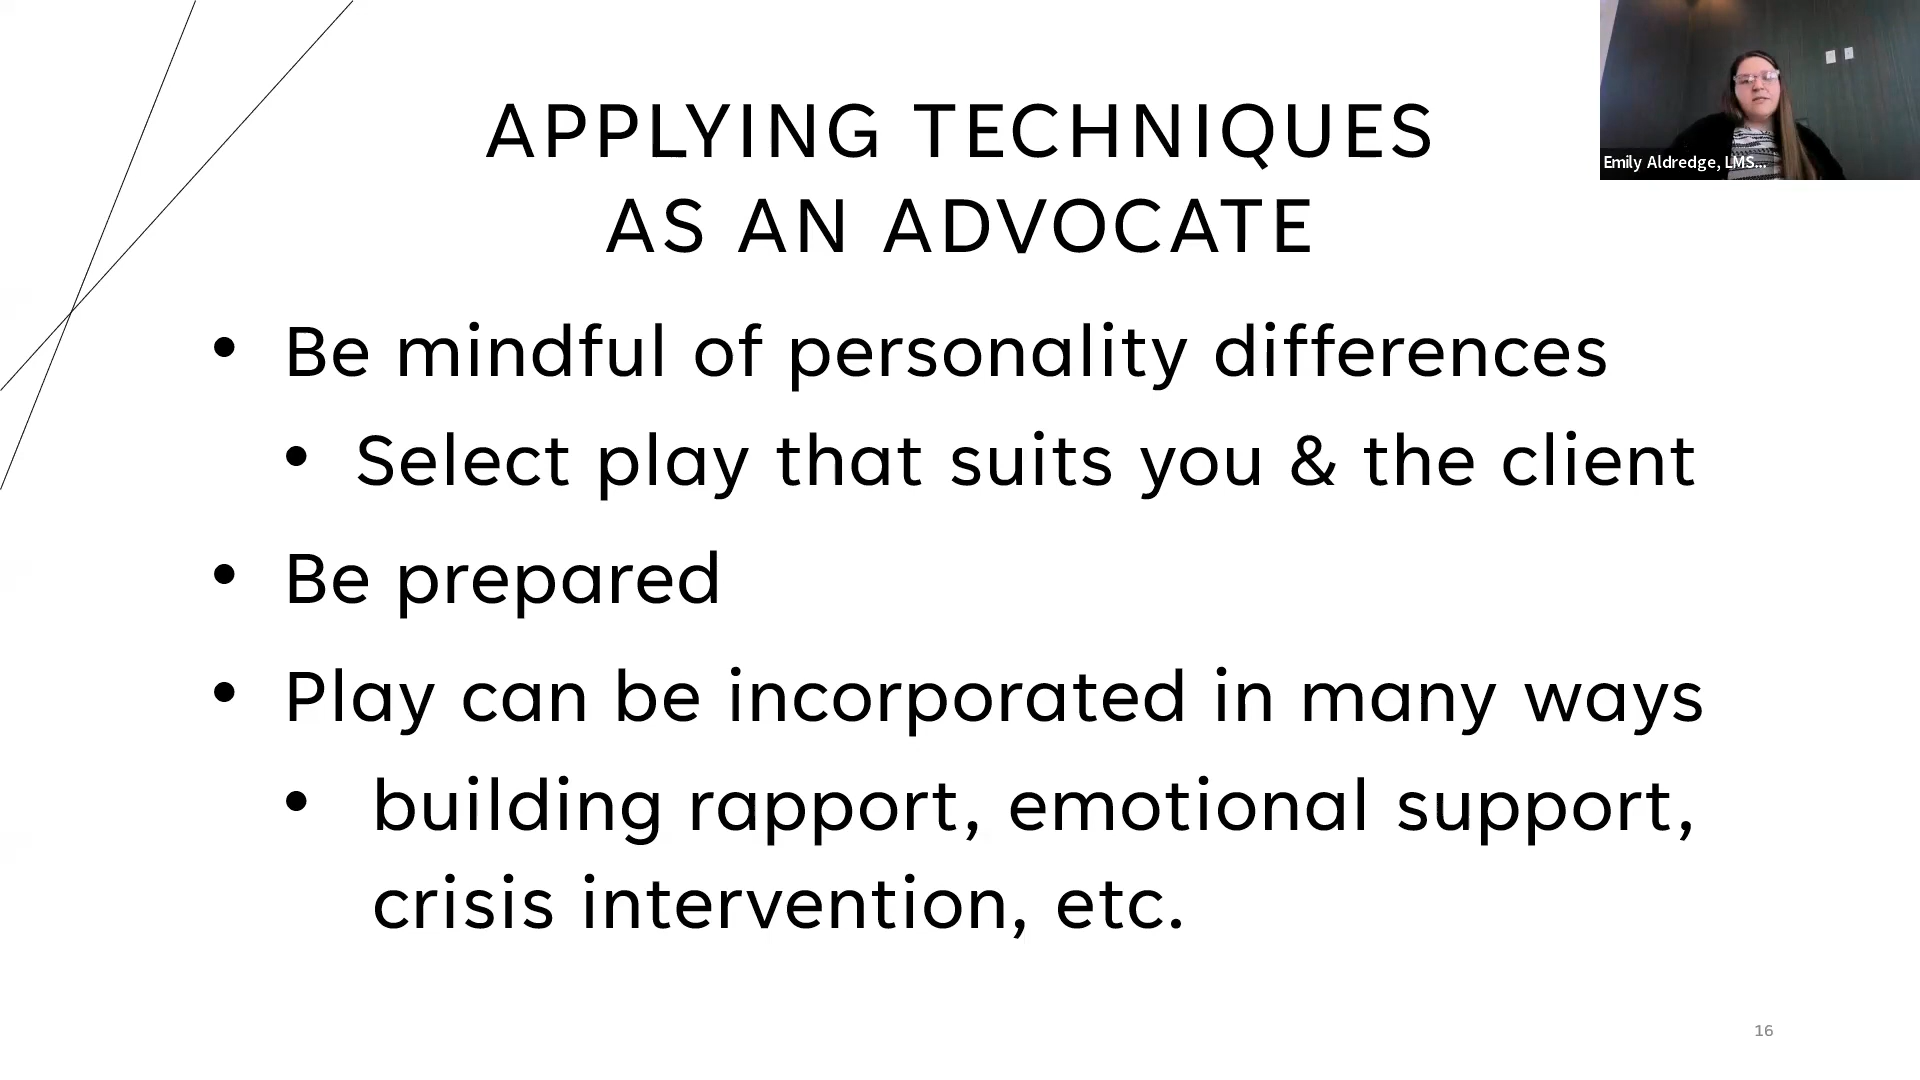 APPLYING TECHNIQUES
AS AN ADVOCATE
Emily Aldredge, LMS...
• Be mindful of personality differences
• Select play that suits you & the client
• Be prepared
• Play can be incorporated in many ways
• building rapport, emotional support,
crisis intervention, etc.
16